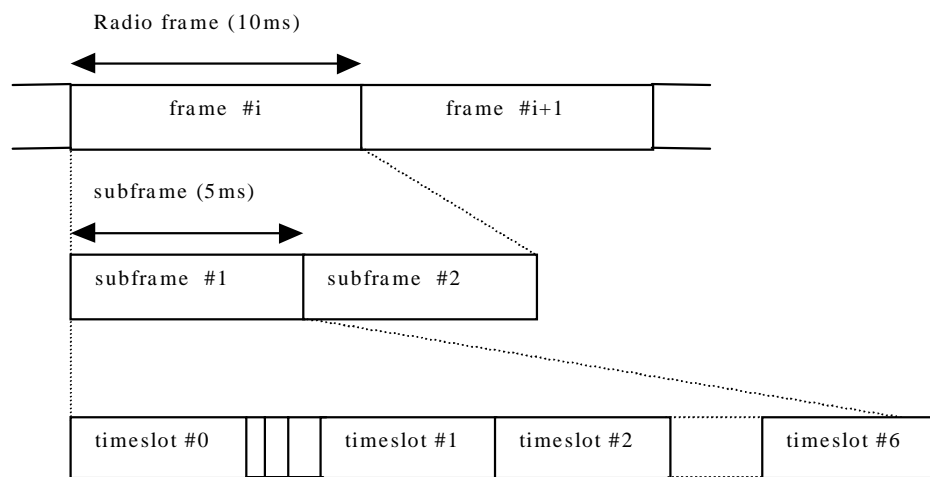 Radio frame (10ms)
frame #i
frame #i+1
subframe (5ms)
subframe #1
subframe #2
timeslot #0
timeslot #1
timeslot #2
timeslot #6